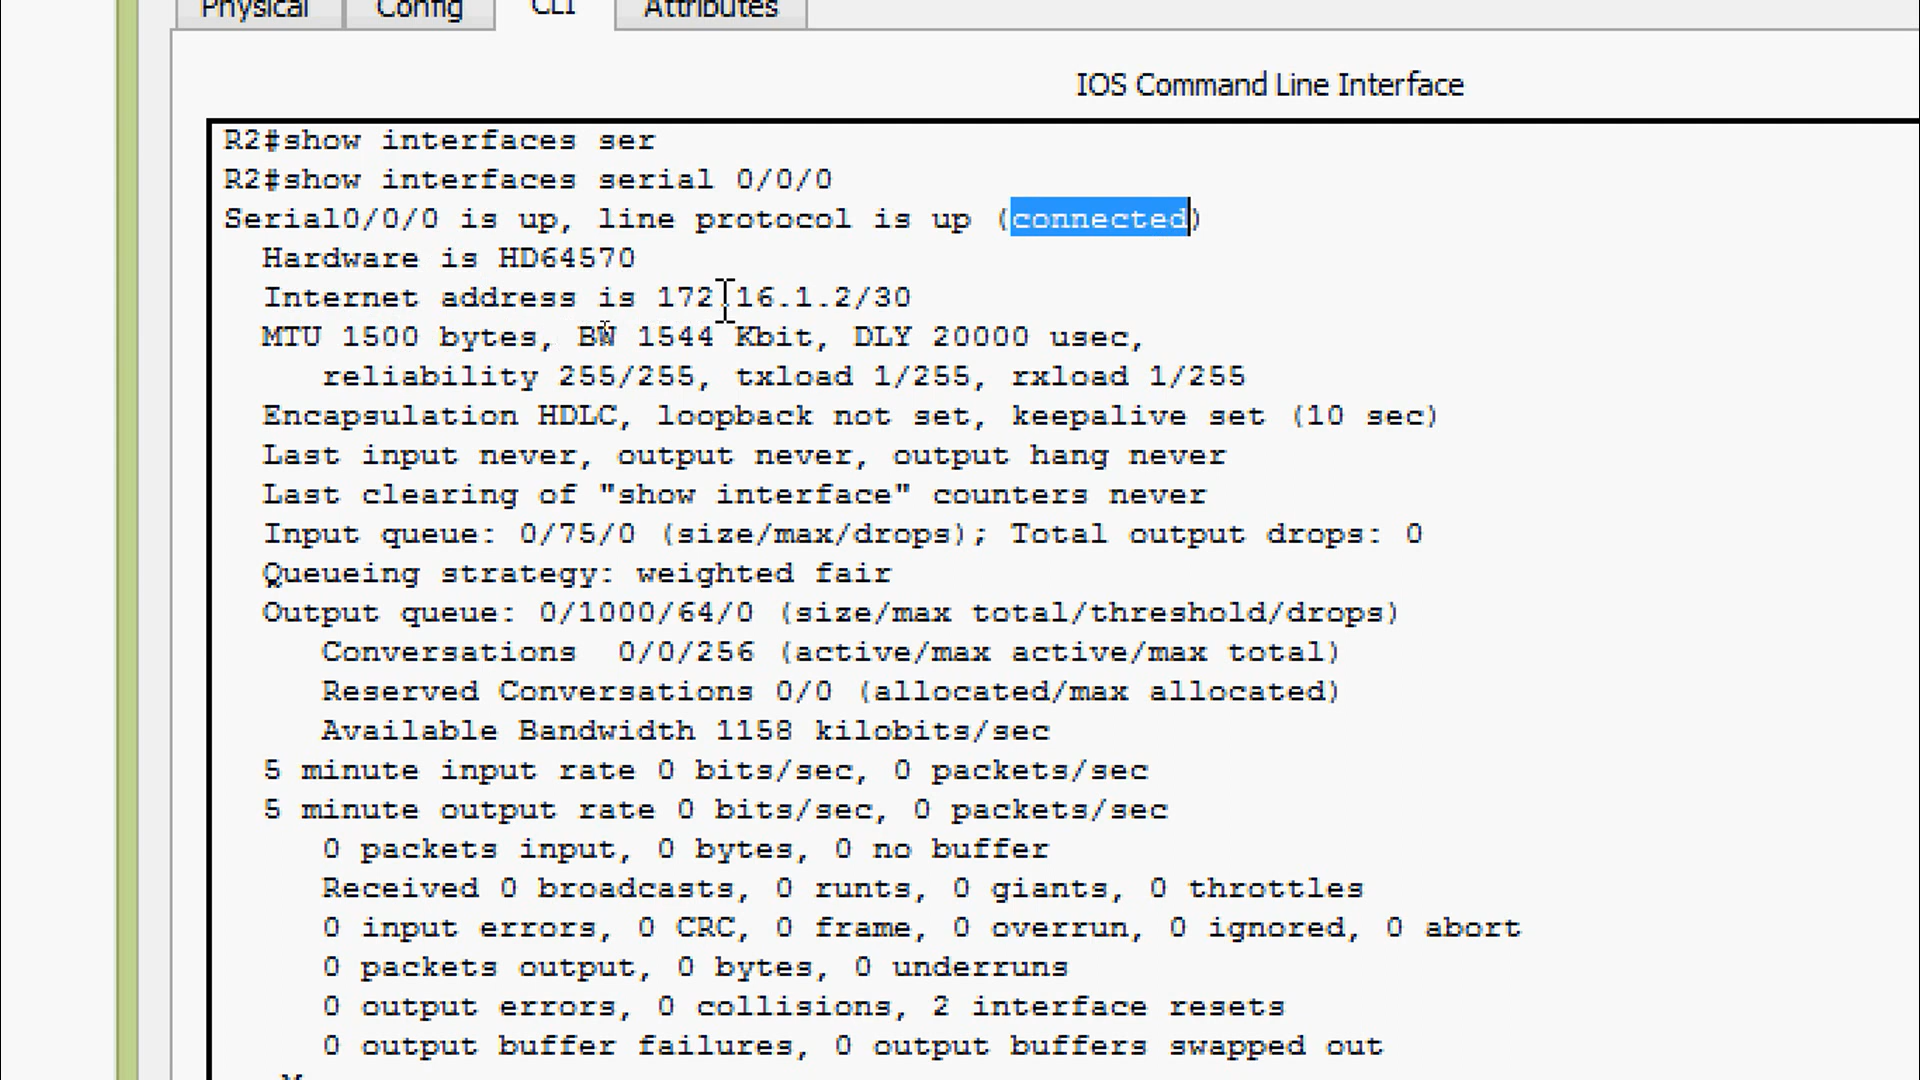 Physical Config CLI Attributes
IOS Command Line Interface
R2#show interfaces ser
R2#show interfaces serial 0/0/0
Serial0/0/0 is up, line protocol is up (connected)
Hardware is HD64570
Internet address is 172.16.1.2/30
MTU 1500 bytes, BW 1544 Kbit, DLY 20000 usec,
reliability 255/255, txload 1/255, rxload 1/255
Encapsulation HDLC, loopback not set, keepalive set (10 sec)
Last input never, output never, output hang never
Last clearing of "show interface" counters never
Input queue: 0/75/0 (size/max/drops); Total output drops: 0
Queueing strategy: weighted fair
Output queue: 0/1000/64/0 (size/max total/threshold/drops)
Conversations  0/0/256 (active/max active/max total)
Reserved Conversations 0/0 (allocated/max allocated)
Available Bandwidth 1158 kilobits/sec
5 minute input rate 0 bits/sec, 0 packets/sec
5 minute output rate 0 bits/sec, 0 packets/sec
0 packets input, 0 bytes, 0 no buffer
Received 0 broadcasts, 0 runts, 0 giants, 0 throttles
0 input errors, 0 CRC, 0 frame, 0 overrun, 0 ignored, 0 abort
0 packets output, 0 bytes, 0 underruns
0 output errors, 0 collisions, 2 interface resets
0 output buffer failures, 0 output buffers swapped out